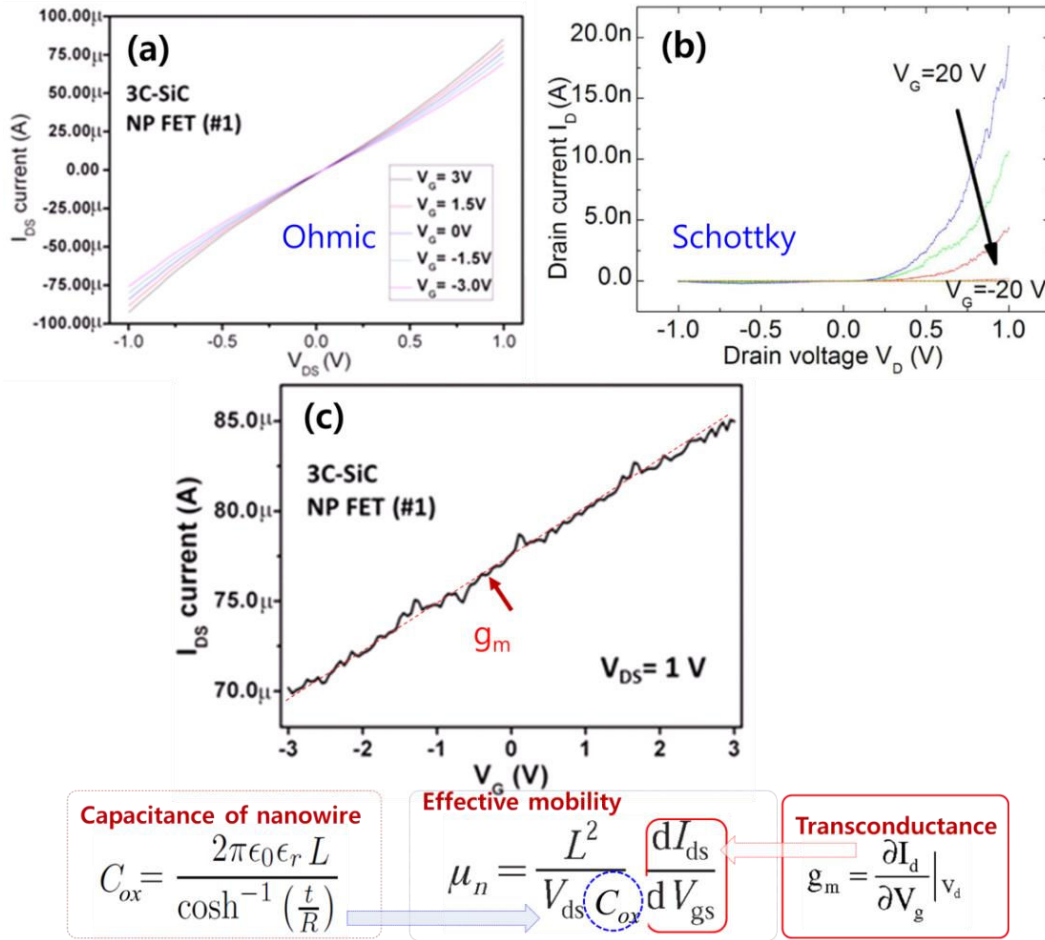 (a)
3C-SiC
NP FET (#1)
100.00µ
75.00µ
50.00µ
25.00µ
0.00
-25.00µ
-50.00µ
-75.00µ
-100.00µ
I_DS current (A)
V_G= 3V
V_G= 1.5V
V_G= 0V
V_G= -1.5V
V_G= -3.0V
Ohmic
-1.0 -0.5 0.0 0.5 1.0
V_DS (V)
(b)
20.0n
15.0n
10.0n
5.0n
0.0
Drain current I_D (A)
V_G=20 V
Schottky
V_G=-20 V
-1.0 -0.5 0.0 0.5 1.0
Drain voltage V_D (V)
(c)
3C-SiC
NP FET (#1)
85.0µ
80.0µ
75.0µ
70.0µ
I_DS current (A)
g_m
V_DS= 1 V
-3 -2 -1 0 1 2 3
V_G (V)
Capacitance of nanowire
C_ox = 2πϵ_0ϵ_r L / cosh^-1 (t/R)
Effective mobility
μ_n = L^2 / V_ds C_ox dI_ds / dV_gs
Transconductance
g_m = ∂I_d / ∂V_g |_v_d